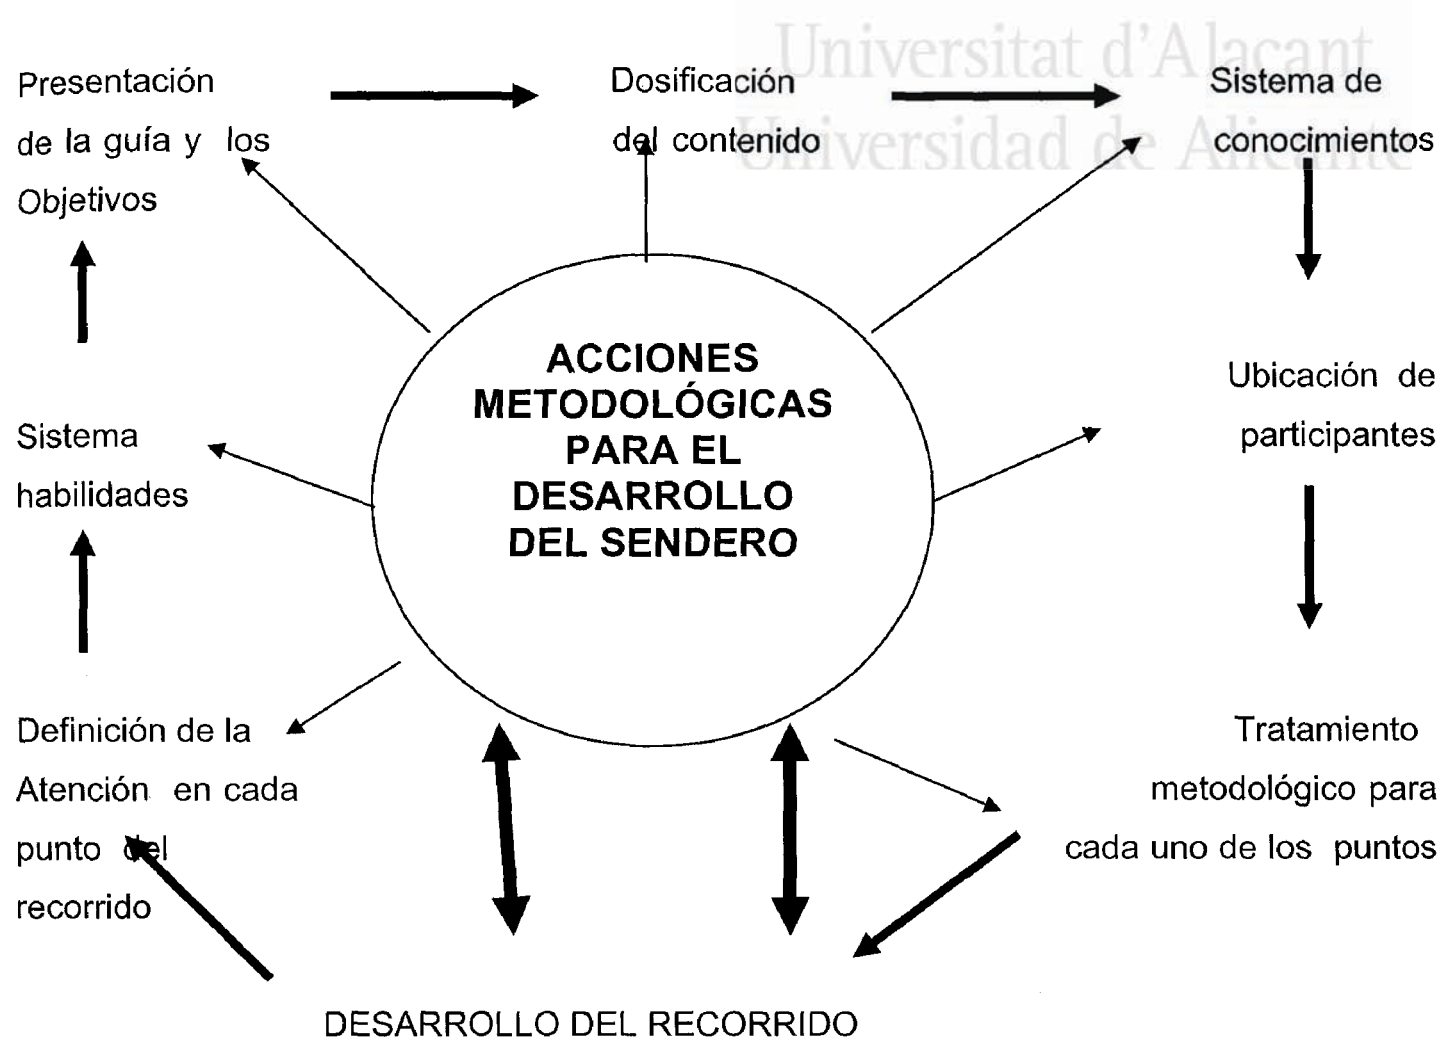 Universitat d'Alacant
Universidad de Alicante
Presentación
de la guía y los
Objetivos
Dosificación
del contenido
Sistema de
conocimientos
ACCIONES
METODOLÓGICAS
PARA EL
DESARROLLO
DEL SENDERO
Ubicación de
participantes
Sistema
habilidades
Definición de la
Atención en cada
punto del
recorrido
Tratamiento
metodológico para
cada uno de los puntos
DESARROLLO DEL RECORRIDO